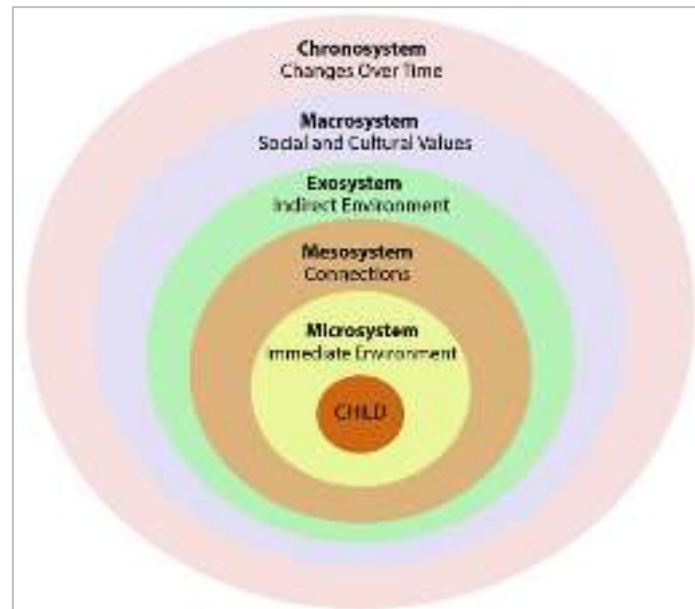 Chronosystem
Changes Over Time
Macrosystem
Social and Cultural Values
Exosystem
Indirect Environment
Mesosystem
Connections
Microsystem
Immediate Environment
CHILD